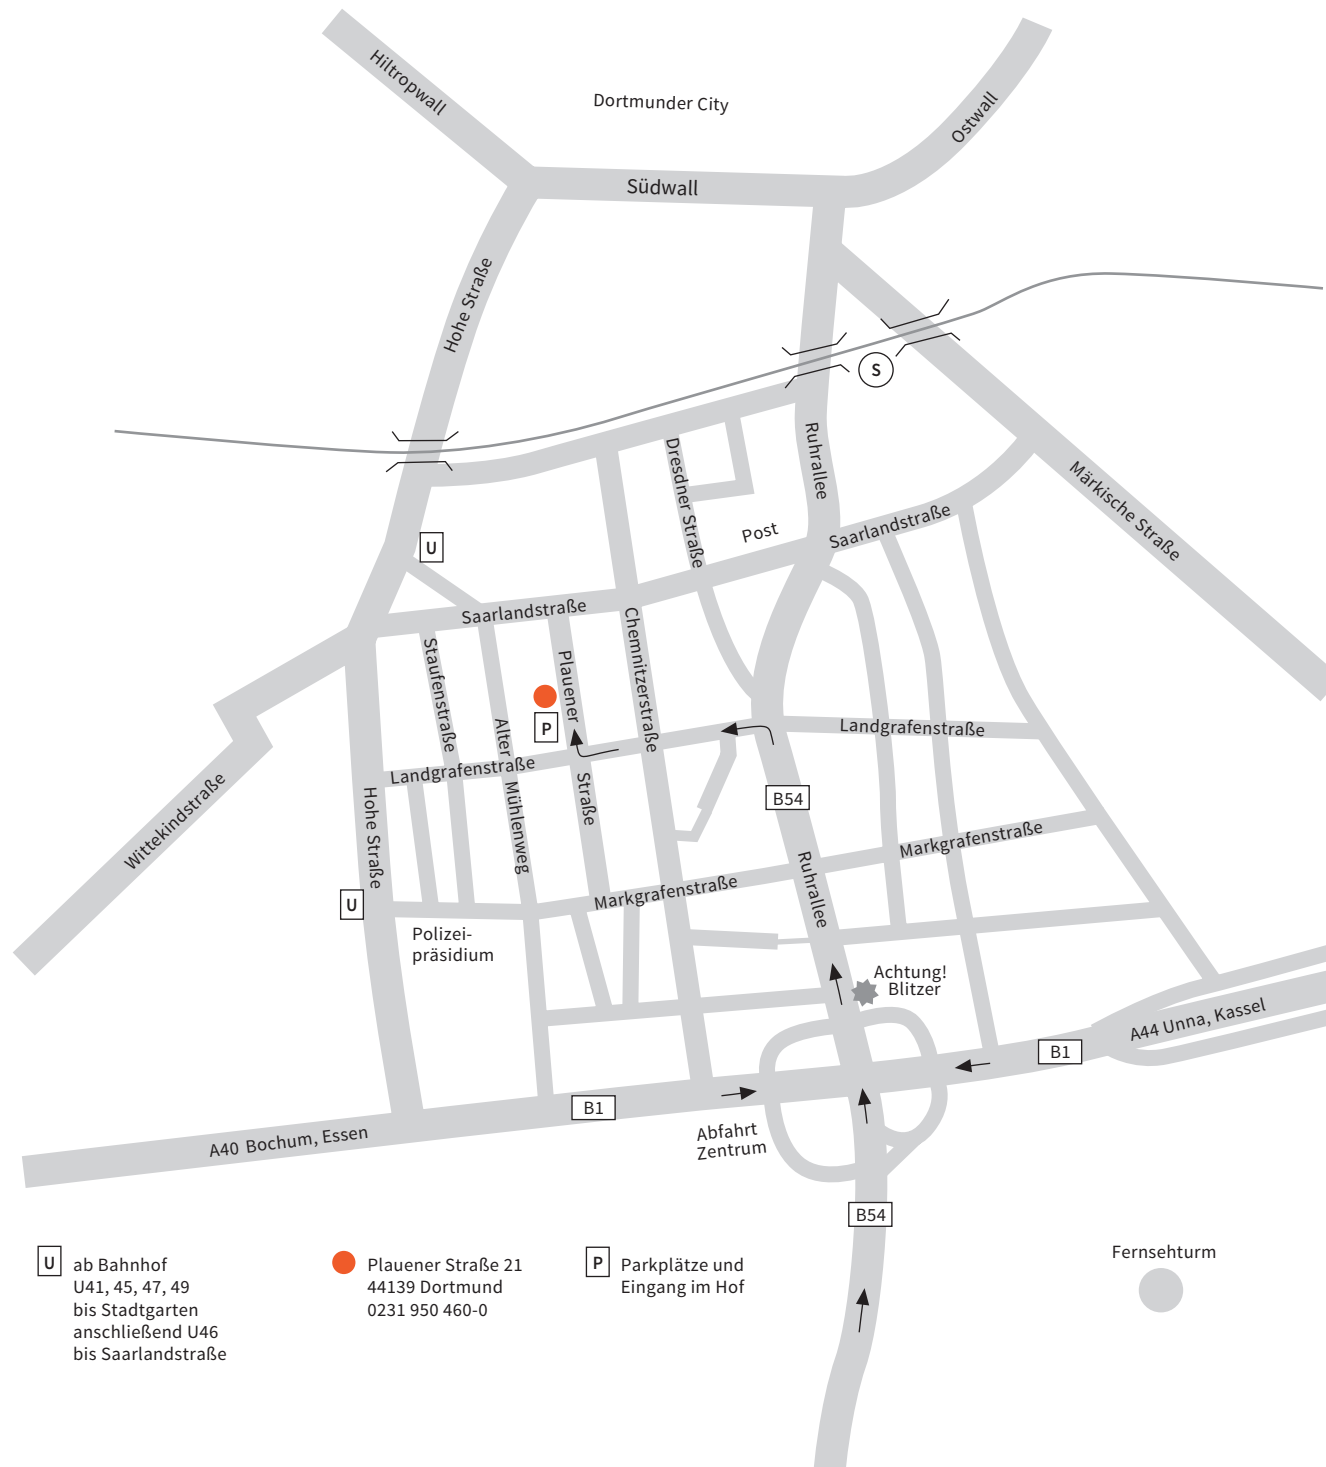 Hiltropwall
Dortmunder City
Ostwall
Südwall
Hohe Straße
S
Ruhrallee
Dresdner Straße
Märkische Straße
Post
Saarlandstraße
U
Saarlandstraße
Staufenstraße
Plauener
Chemnitzerstraße
P
Alter
Landgrafenstraße
Landgrafenstraße
Straße
Mühlenweg
B54
Hohe Straße
Wittekindstraße
Markgrafenstraße
Markgrafenstraße
Ruhrallee
U
Polizei-
präsidium
Achtung!
Blitzer
A44 Unna, Kassel
B1
B1
A40 Bochum, Essen
Abfahrt
Zentrum
B54
U
ab Bahnhof
U41, 45, 47, 49
bis Stadtgarten
anschließend U46
bis Saarlandstraße
Plauener Straße 21
44139 Dortmund
0231 950 460-0
P
Parkplätze und
Eingang im Hof
Fernsehturm